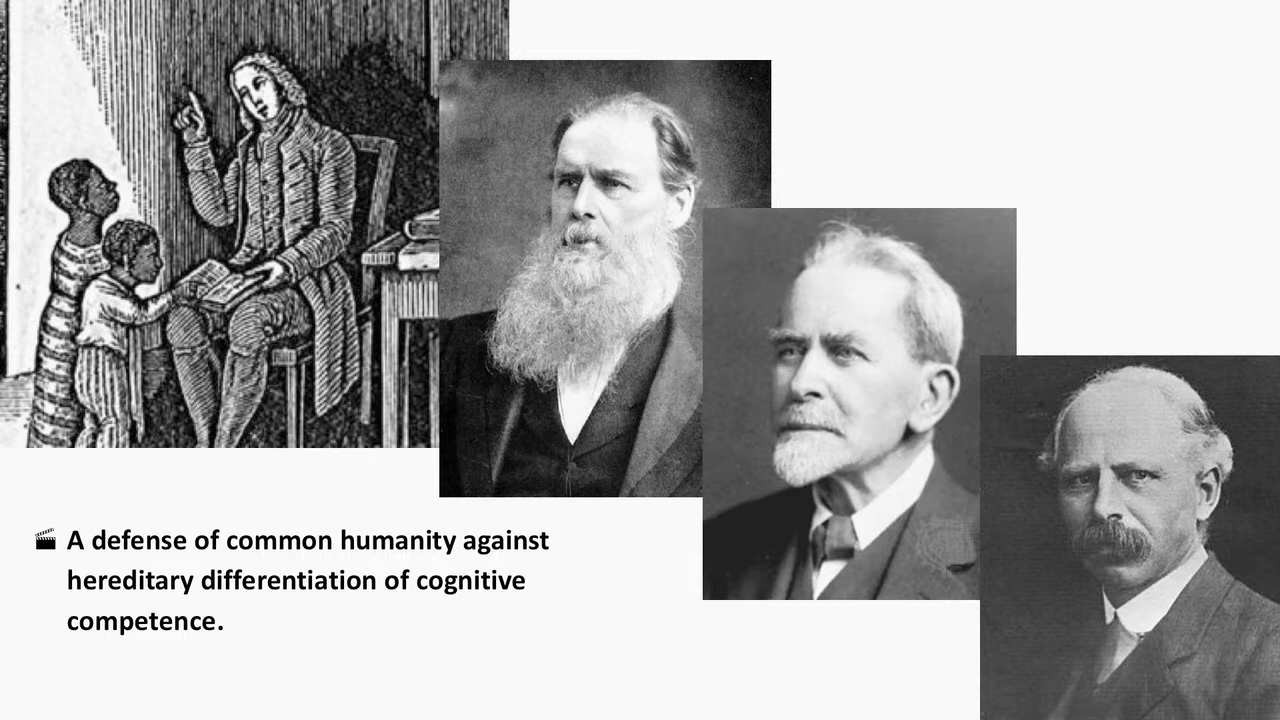 A defense of common humanity against
hereditary differentiation of cognitive
competence.